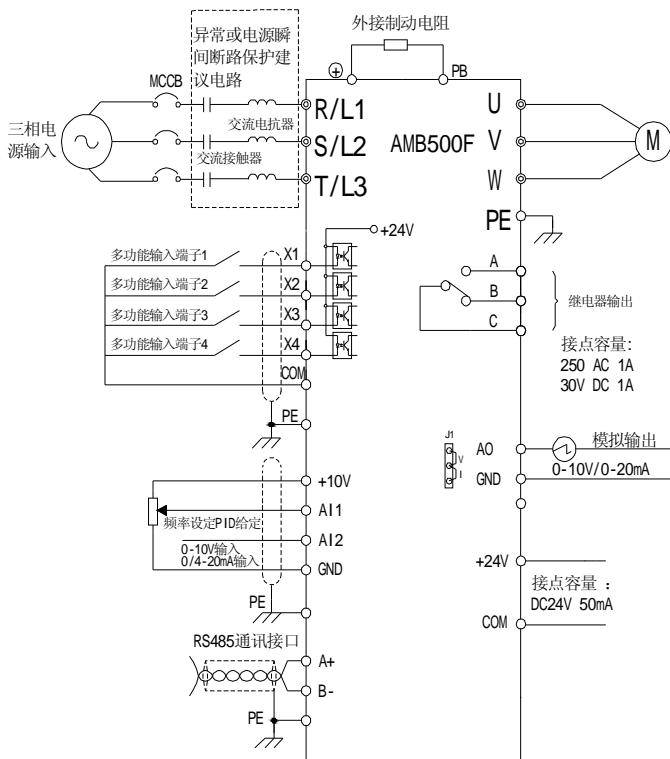 外接制动电阻
异常或电源瞬
间断路保护建
议电路
⊕
PB
MCCB
三相电
源输入
交流电抗器
交流接触器
R/L1
S/L2
T/L3
AMB500F
U
V
W
M
PE
+24V
多功能输入端子1
X1
多功能输入端子2
X2
多功能输入端子3
X3
多功能输入端子4
X4
COM
PE
A
B
C
继电器输出
接点容量:
250 AC 1A
30V DC 1A
J1
V
I
AO
GND
模拟输出
0-10V/0-20mA
+10V
AI1
频率设定PID给定
AI2
0-10V输入
0/4-20mA输入
GND
PE
+24V
接点容量 :
DC24V 50mA
COM
RS485通讯接口
A+
B-
PE